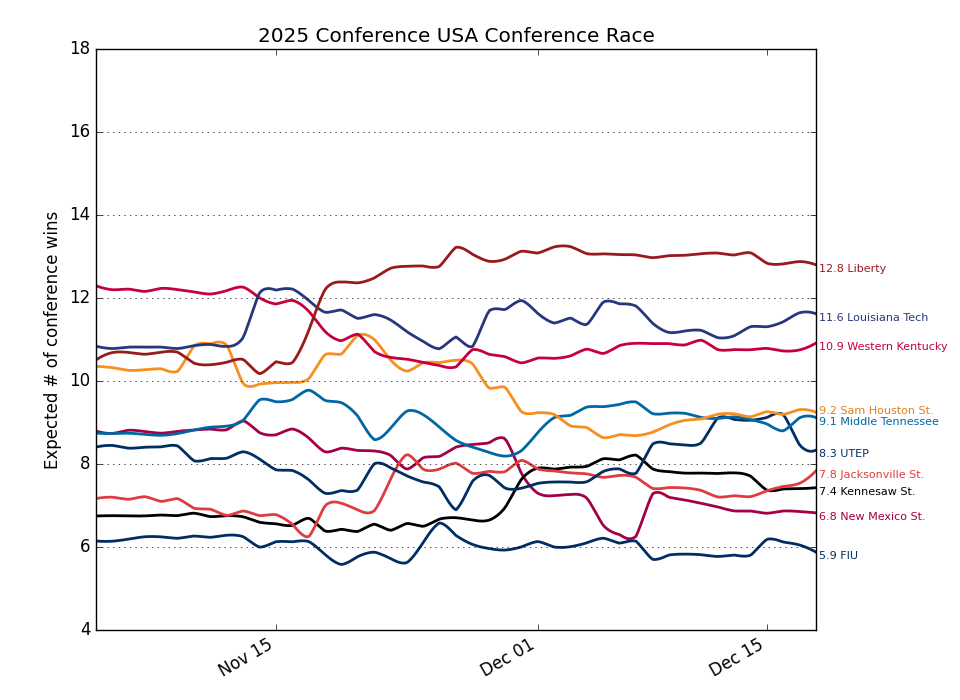 2025 Conference USA Conference Race
Expected # of conference wins
18
16
14
12
10
8
6
4
Nov 15
Dec 01
Dec 15
12.8 Liberty
11.6 Louisiana Tech
10.9 Western Kentucky
9.2 Sam Houston St.
9.1 Middle Tennessee
8.3 UTEP
7.8 Jacksonville St.
7.4 Kennesaw St.
6.8 New Mexico St.
5.9 FIU